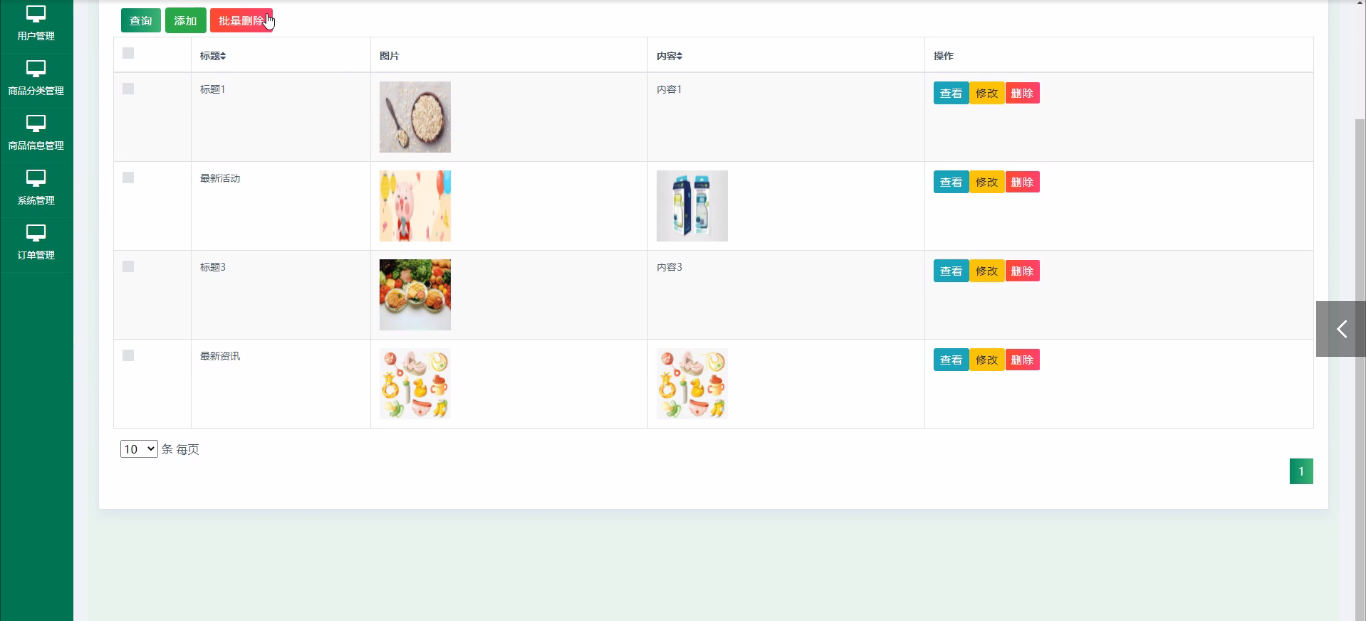 用户管理
商品分类管理
商品信息管理
系统管理
订单管理
查询 添加 批量删除
标题 图片 内容 操作
标题1 内容1 查看 修改 删除
最新活动 查看 修改 删除
标题3 内容3 查看 修改 删除
最新资讯 查看 修改 删除
10 条 每页
1